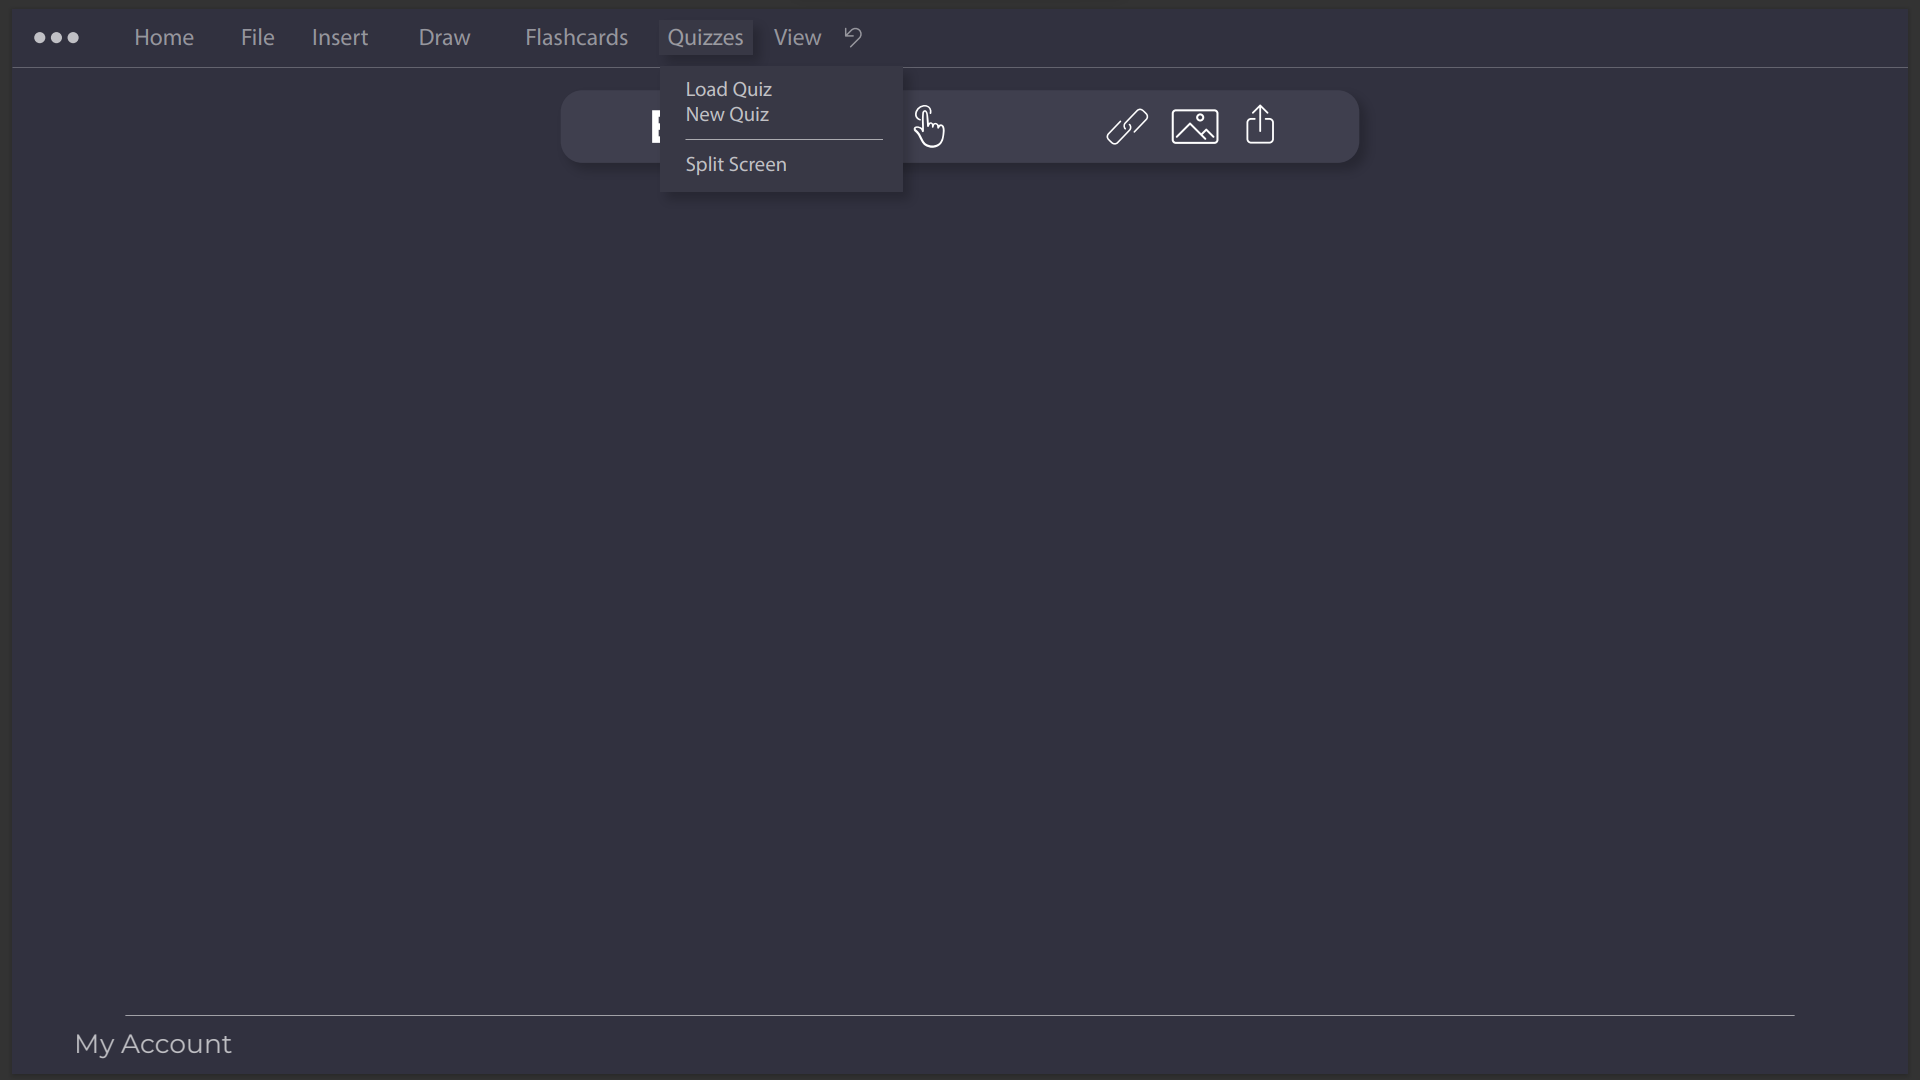 Home File Insert Draw Flashcards Quizzes View
Load Quiz
New Quiz
Split Screen
My Account